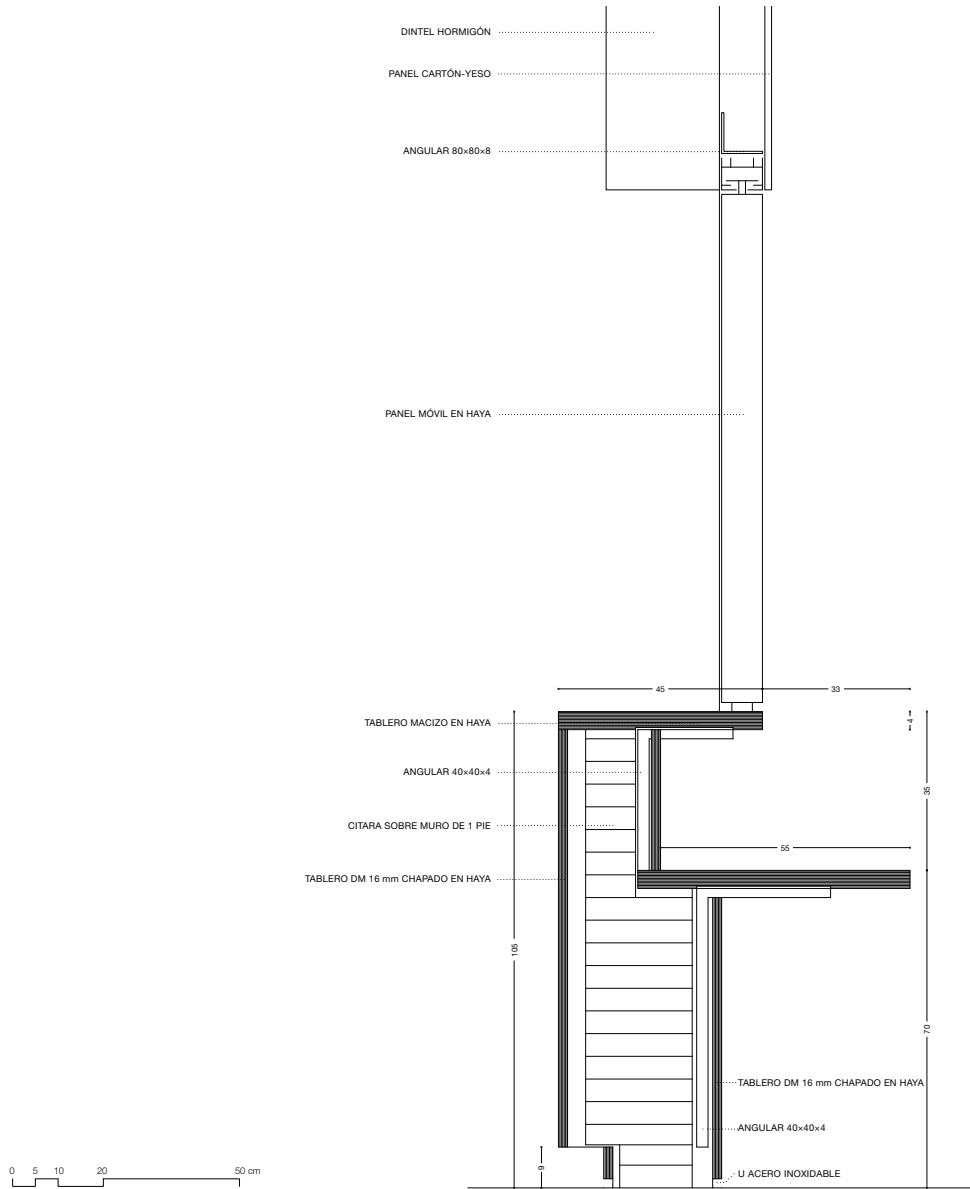 DINTEL HORMIGÓN
PANEL CARTÓN-YESO
ANGULAR 80×80×8
PANEL MÓVIL EN HAYA
45
33
TABLERO MACIZO EN HAYA
4
ANGULAR 40×40×4
35
CITARA SOBRE MURO DE 1 PIE
55
TABLERO DM 16 mm CHAPADO EN HAYA
105
70
TABLERO DM 16 mm CHAPADO EN HAYA
ANGULAR 40×40×4
9
U ACERO INOXIDABLE
0 5 10 20 50 cm